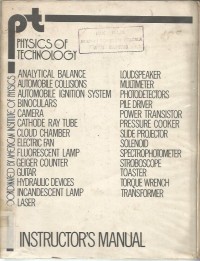 pt
PHYSICS OF
TECHNOLOGY
COORDINATED BY AMERICAN INSTITUTE OF PHYSICS
ANALYTICAL BALANCE
AUTOMOBILE COLLISIONS
AUTOMOBILE IGNITION SYSTEM
BINOCULARS
CAMERA
CATHODE RAY TUBE
CLOUD CHAMBER
ELECTRIC FAN
FLUORESCENT LAMP
GEIGER COUNTER
GUITAR
HYDRAULIC DEVICES
INCANDESCENT LAMP
LASER
LOUDSPEAKER
MULTIMETER
PHOTODETECTORS
PILE DRIVER
POWER TRANSISTOR
PRESSURE COOKER
SLIDE PROJECTOR
SOLENOID
SPECTROPHOTOMETER
STROBOSCOPE
TOASTER
TORQUE WRENCH
TRANSFORMER
INSTRUCTOR'S MANUAL